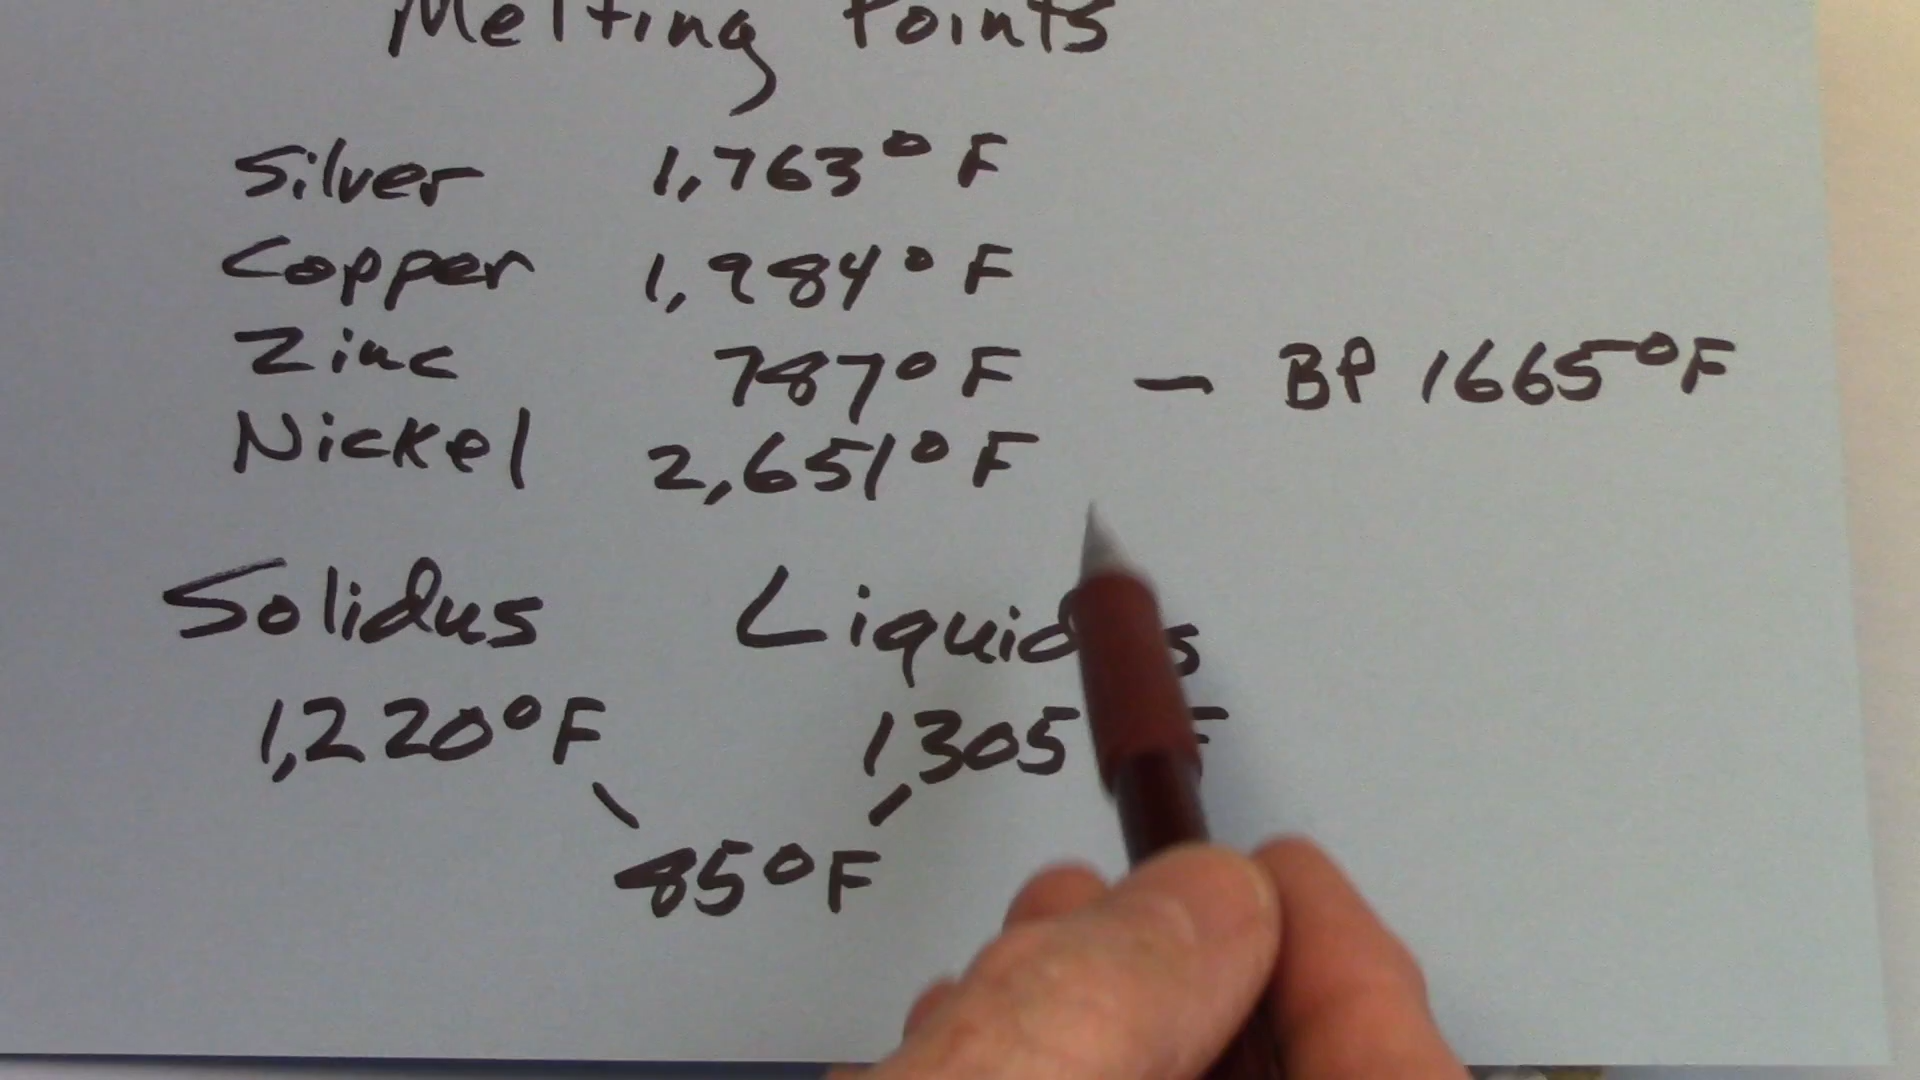 Melting Points
Silver 1,763° F
Copper 1,984° F
Zinc 787° F — BP 1665°F
Nickel 2,651° F
Solidus
1,220°F 1305 F
85°F